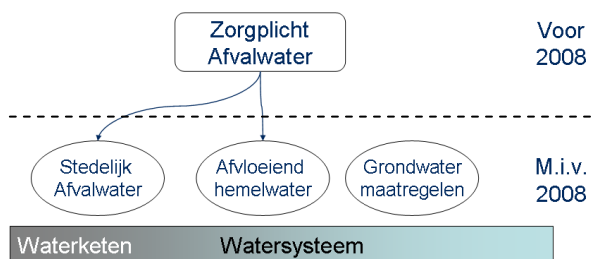 Zorgplicht
Afvalwater
Voor
2008
Stedelijk
Afvalwater
Afvloeiend
hemelwater
Grondwater
maatregelen
M.i.v.
2008
Waterketen
Watersysteem